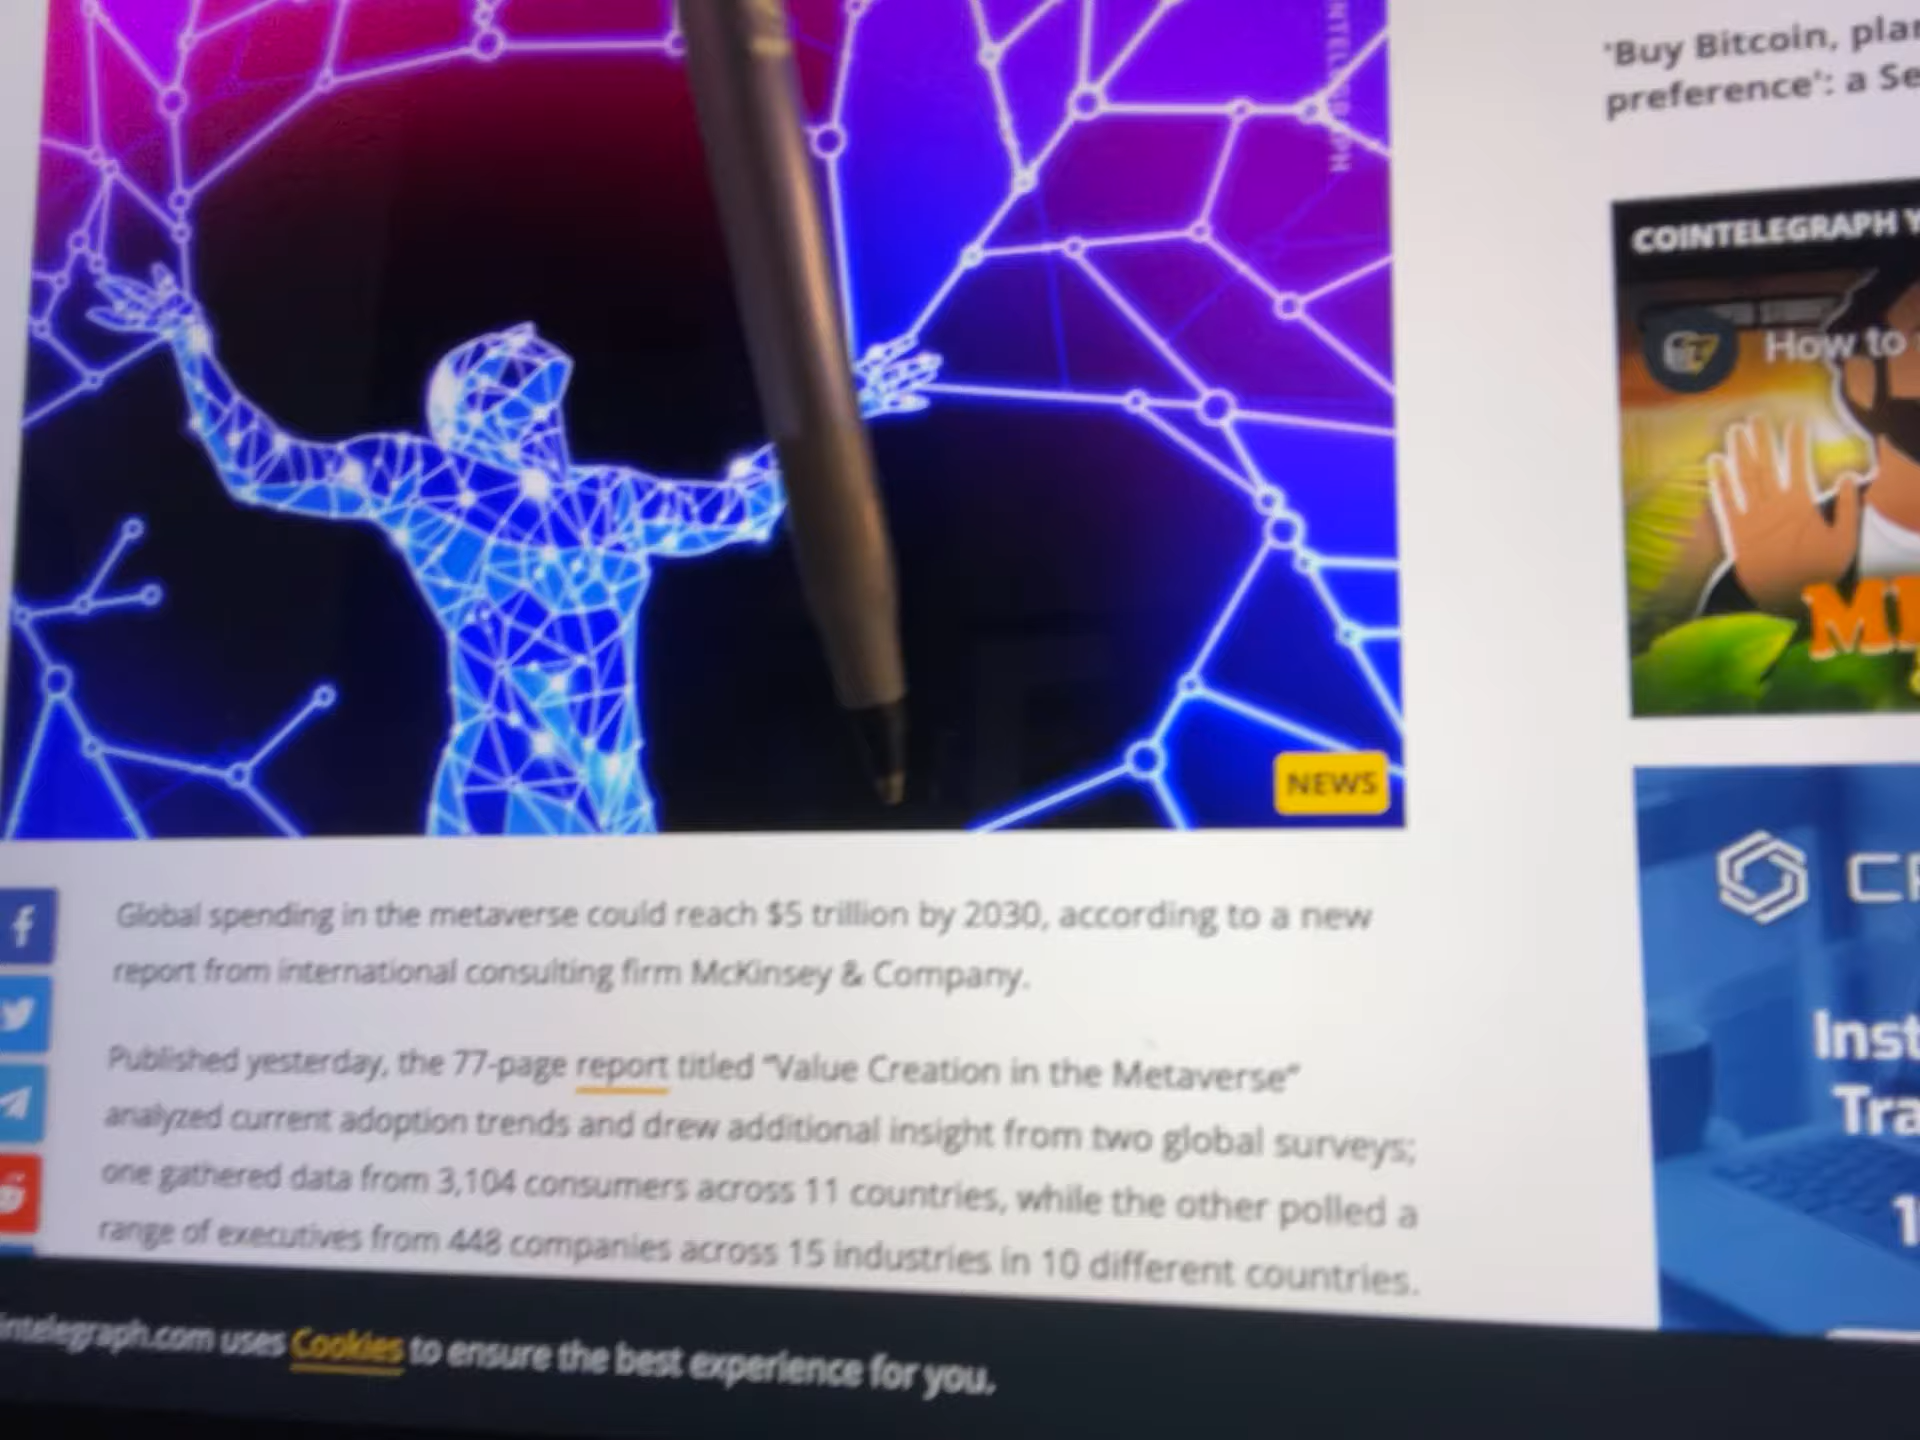 COINTELEGRAPH
NEWS
Global spending in the metaverse could reach $5 trillion by 2030, according to a new
report from international consulting firm McKinsey & Company.
Published yesterday, the 77-page report titled “Value Creation in the Metaverse”
analyzed current adoption trends and drew additional insight from two global surveys;
one gathered data from 3,104 consumers across 11 countries, while the other polled a
range of executives from 448 companies across 15 industries in 10 different countries.
intelegraph.com uses Cookies to ensure the best experience for you.
'Buy Bitcoin, plan
preference': a Se
COINTELEGRAPH Y
How to